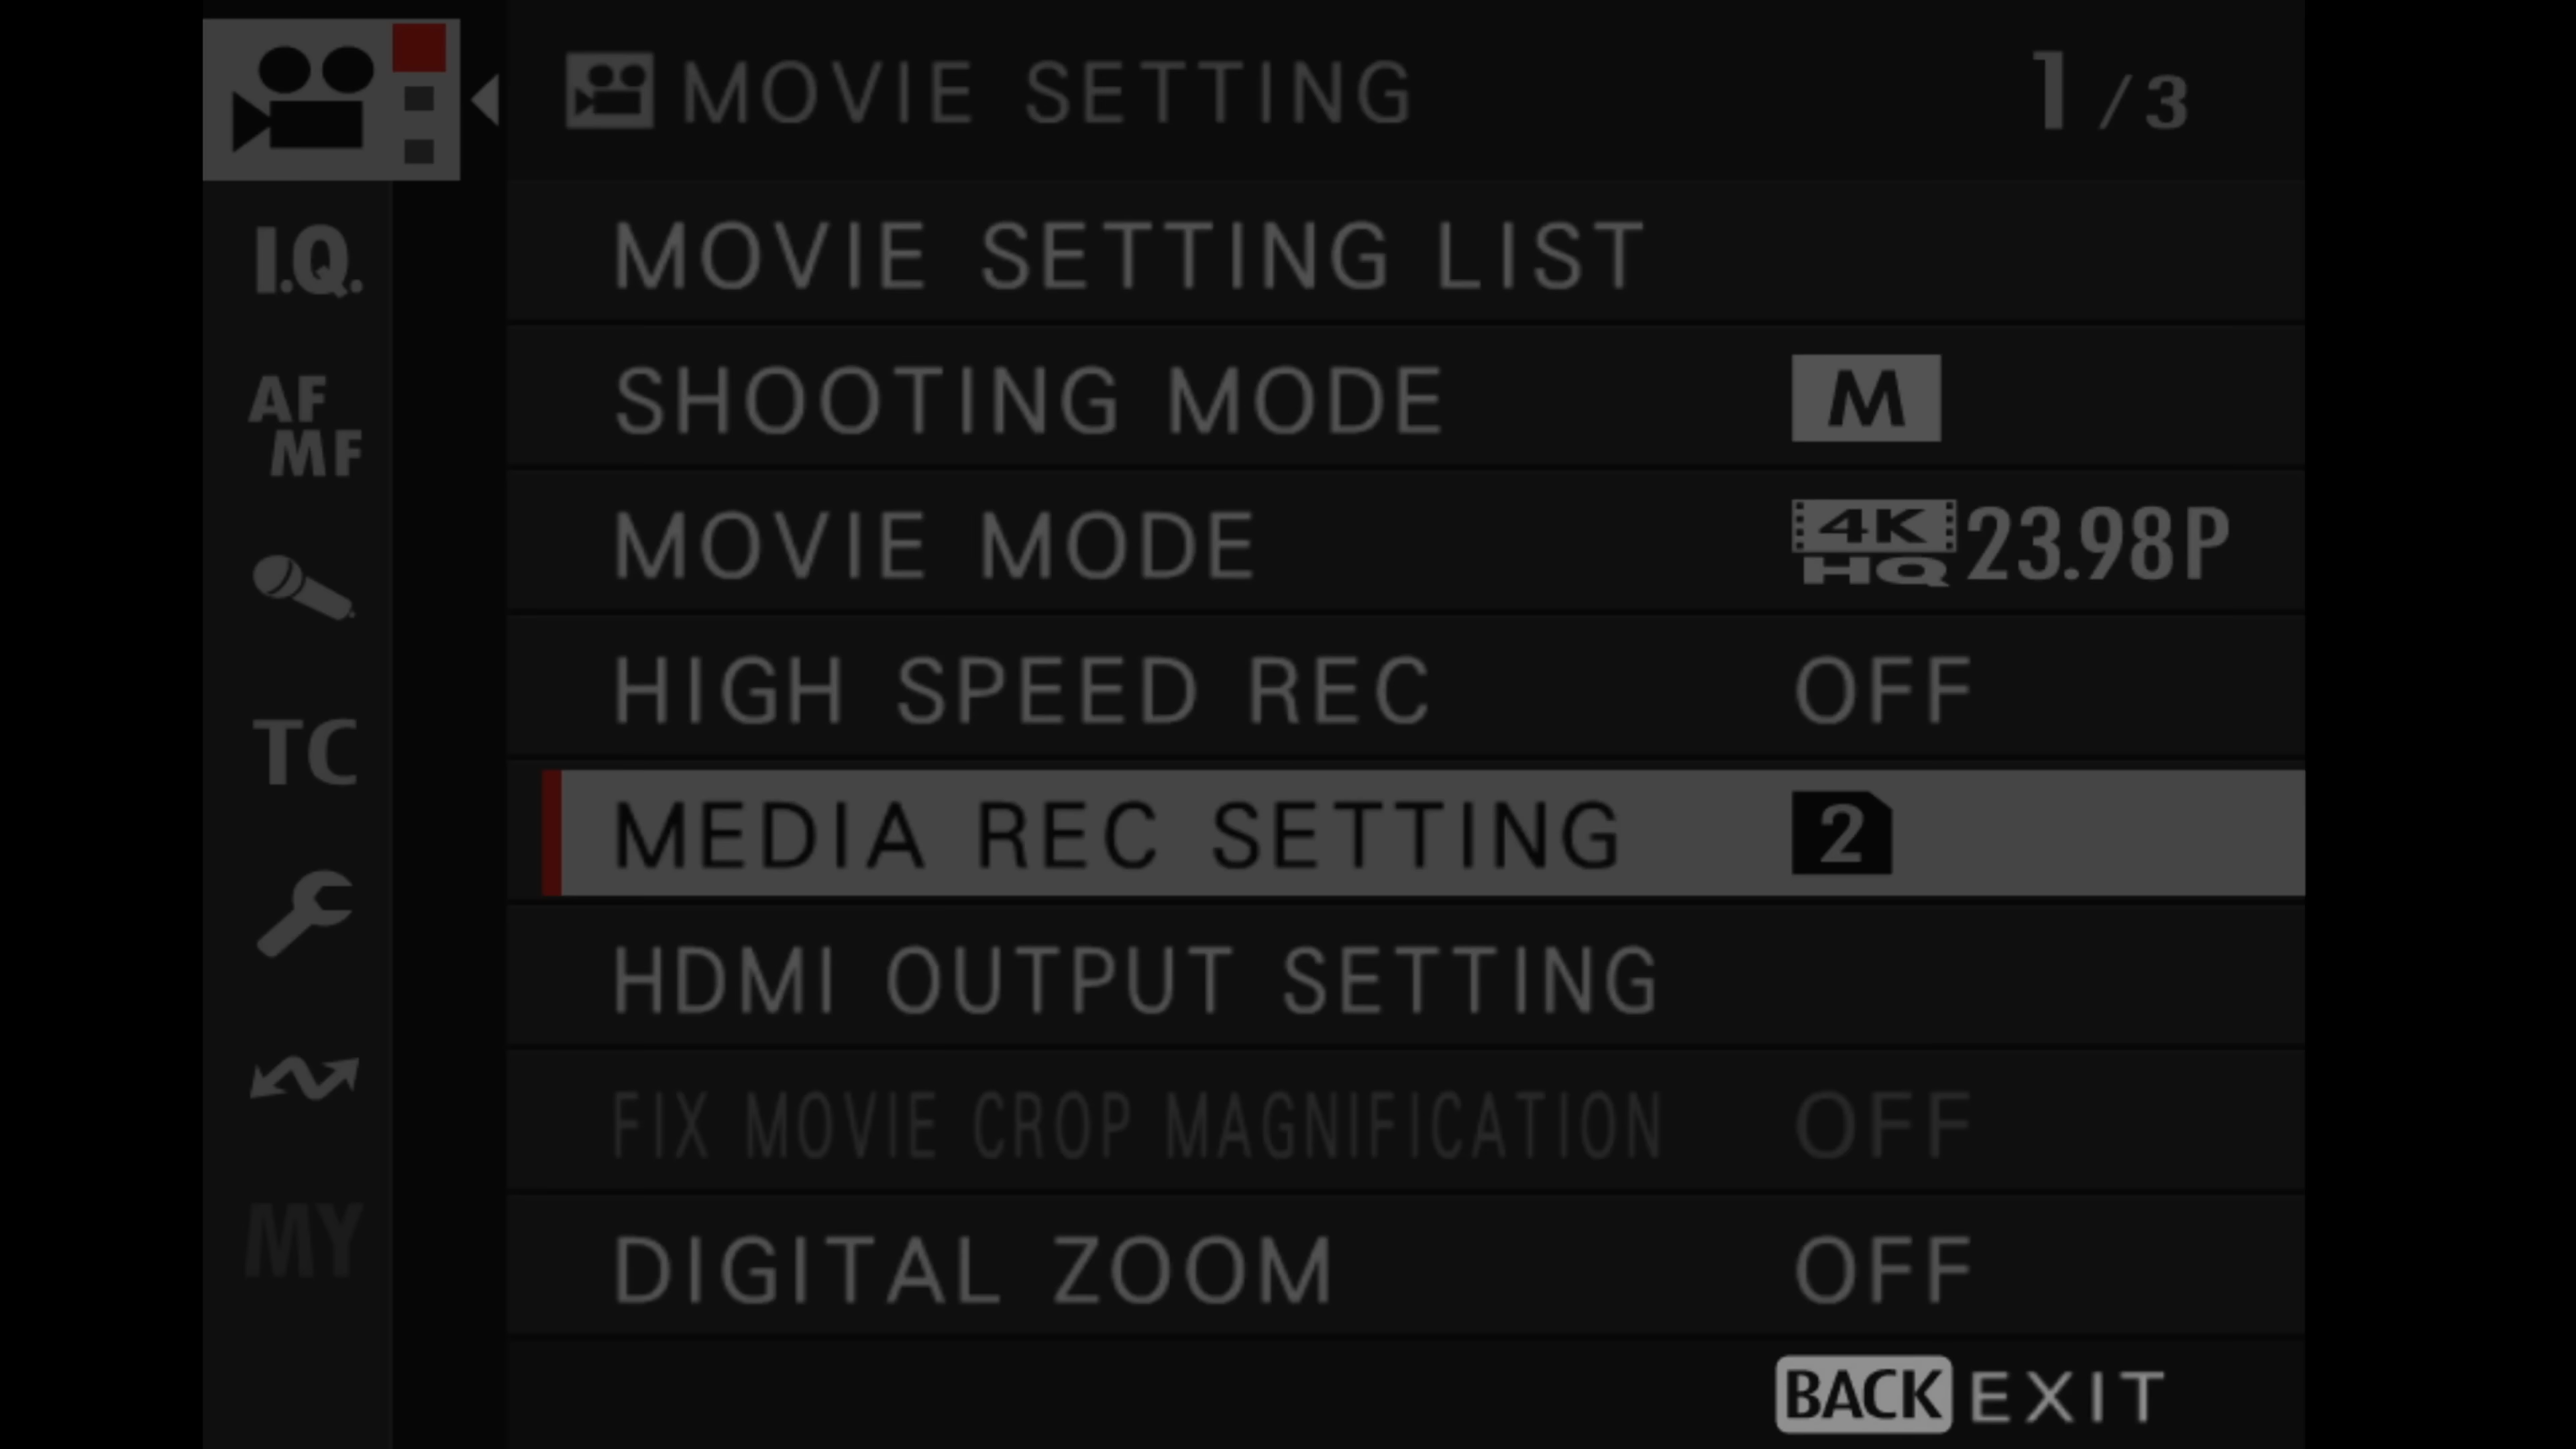 MOVIE SETTING 1/3
I.Q.
AF
MF
TC
MY
MOVIE SETTING LIST
SHOOTING MODE M
MOVIE MODE 4K HQ 23.98P
HIGH SPEED REC OFF
MEDIA REC SETTING 2
HDMI OUTPUT SETTING
FIX MOVIE CROP MAGNIFICATION OFF
DIGITAL ZOOM OFF
BACK EXIT